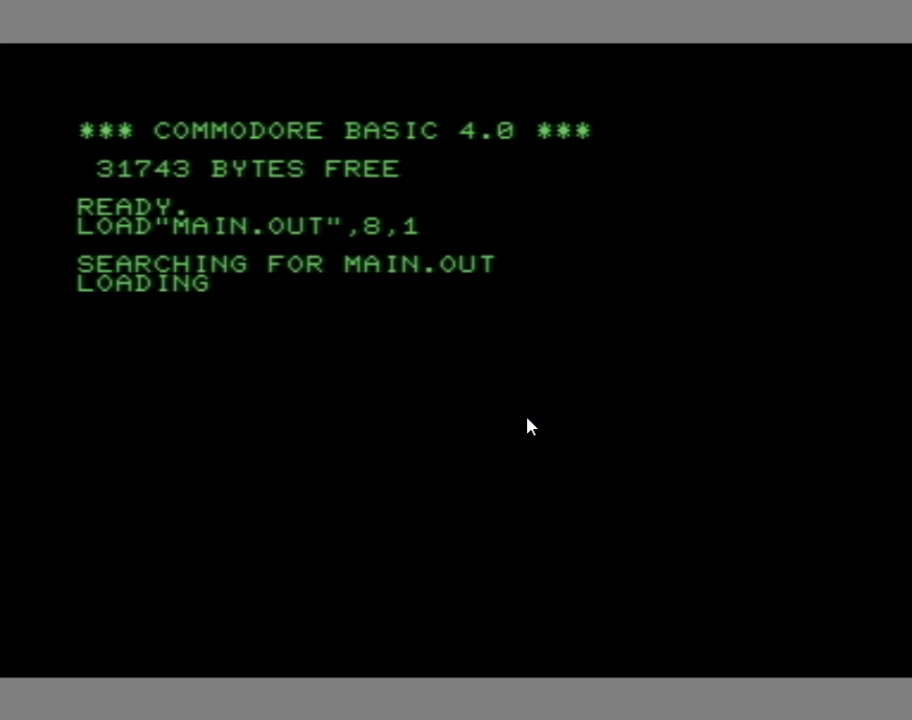 *** COMMODORE BASIC 4.0 ***
31743 BYTES FREE
READY.
LOAD"MAIN.OUT",8,1
SEARCHING FOR MAIN.OUT
LOADING